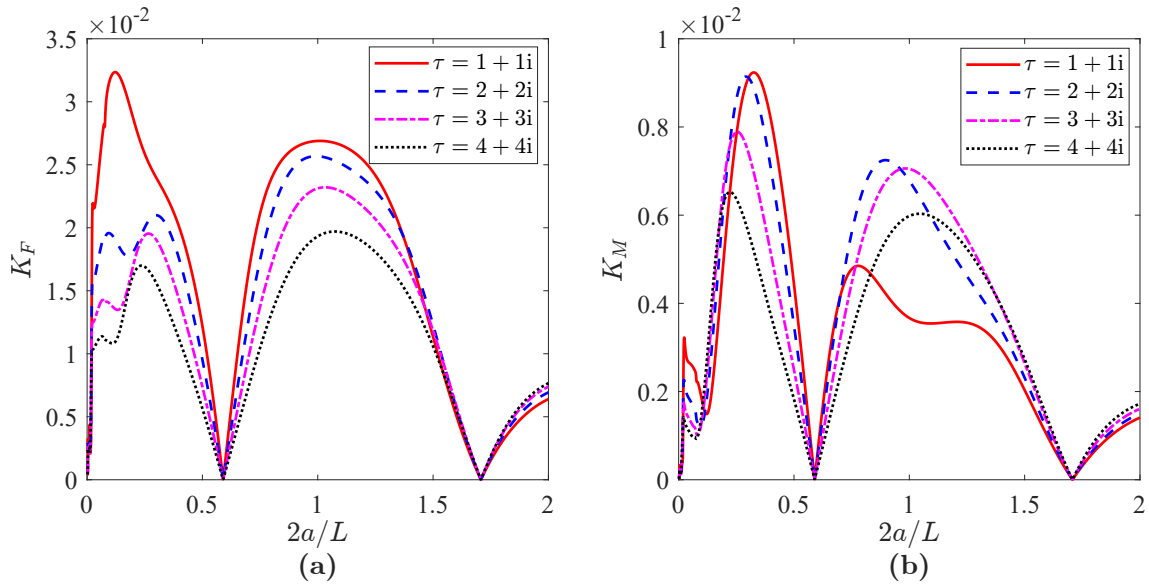 ×10⁻²
3.5
3
2.5
2
1.5
1
0.5
0
K_F
τ = 1 + 1i
τ = 2 + 2i
τ = 3 + 3i
τ = 4 + 4i
0 0.5 1 1.5 2
2a/L
(a)
×10⁻²
1
0.8
0.6
0.4
0.2
0
K_M
τ = 1 + 1i
τ = 2 + 2i
τ = 3 + 3i
τ = 4 + 4i
0 0.5 1 1.5 2
2a/L
(b)